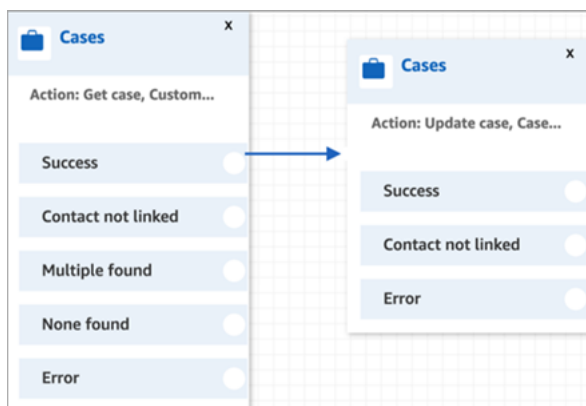 Cases
x
Action: Get case, Custom...
Success
Contact not linked
Multiple found
None found
Error
Cases
x
Action: Update case, Case...
Success
Contact not linked
Error